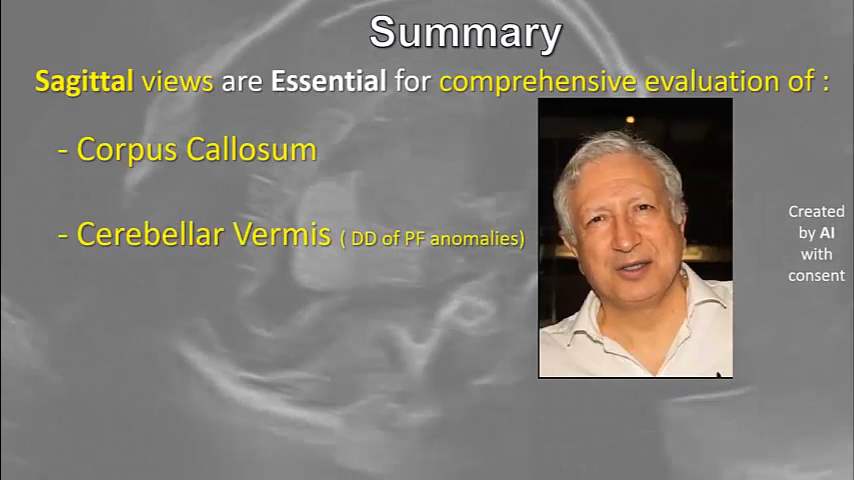 Summary
Sagittal views are Essential for comprehensive evaluation of :
- Corpus Callosum
- Cerebellar Vermis ( DD of PF anomalies)
Created
by AI
with
consent